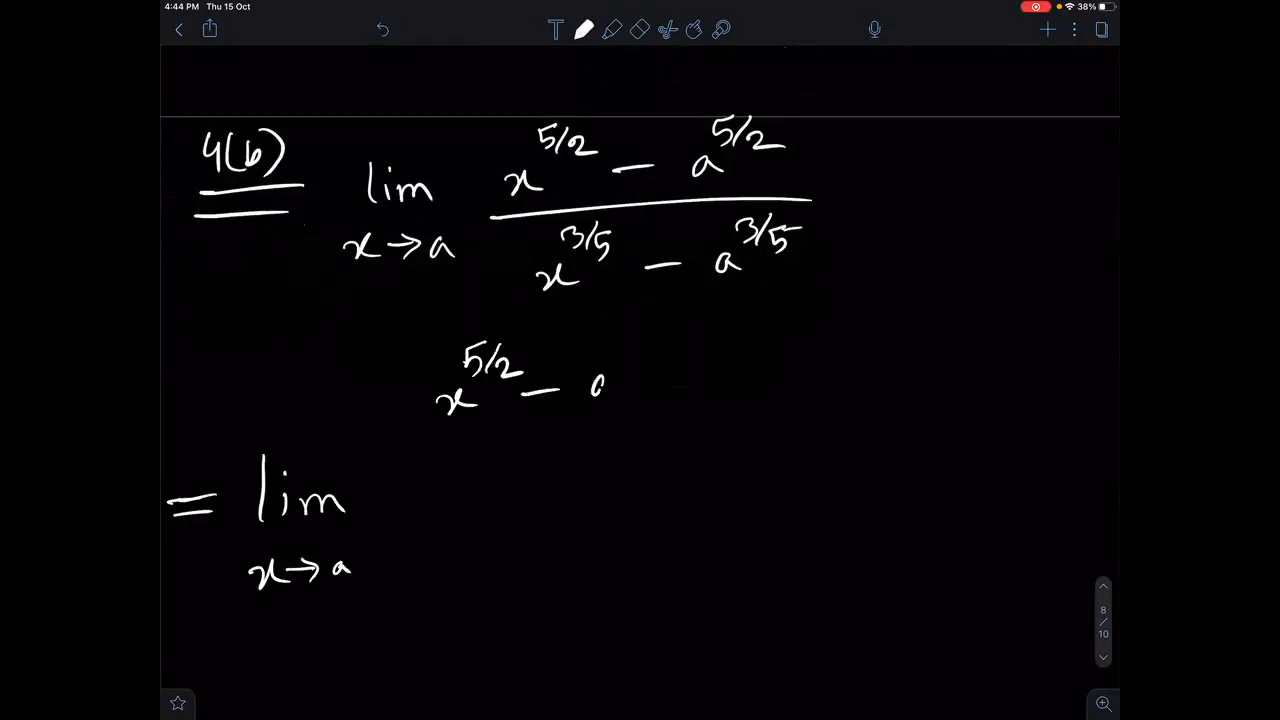 4:44 PM Thu 15 Oct
38%
T
4(b)
lim x→a (x^{5/2} − a^{5/2}) / (x^{3/5} − a^{3/5})
x^{5/2} −
= lim x→a
8
/
10